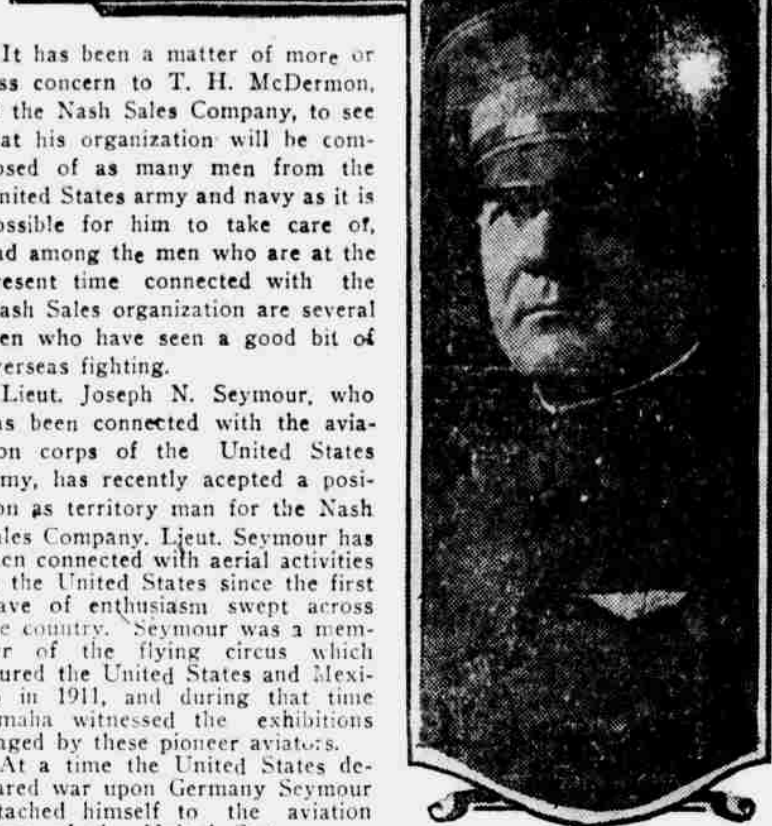 It has been a matter of more or
ss concern to T. H. McDermon,
the Nash Sales Company, to see
at his organization will be com-
osed of as many men from the
nited States army and navy as it is
ossible for him to take care of,
nd among the men who are at the
resent time connected with the
ash Sales organization are several
en who have seen a good bit of
verseas fighting.
Lieut. Joseph N. Seymour, who
as been connected with the avia-
on corps of the United States
rmy, has recently acepted a posi-
on as territory man for the Nash
ales Company. Lieut. Seymour has
een connected with aerial activities
the United States since the first
ave of enthusiasm swept across
e country. Seymour was a mem-
r of the flying circus which
ured the United States and Mexi-
in 1911, and during that time
maha witnessed the exhibitions
aged by these pioneer aviators.
At a time the United States de-
ared war upon Germany Seymour
tached himself to the aviation